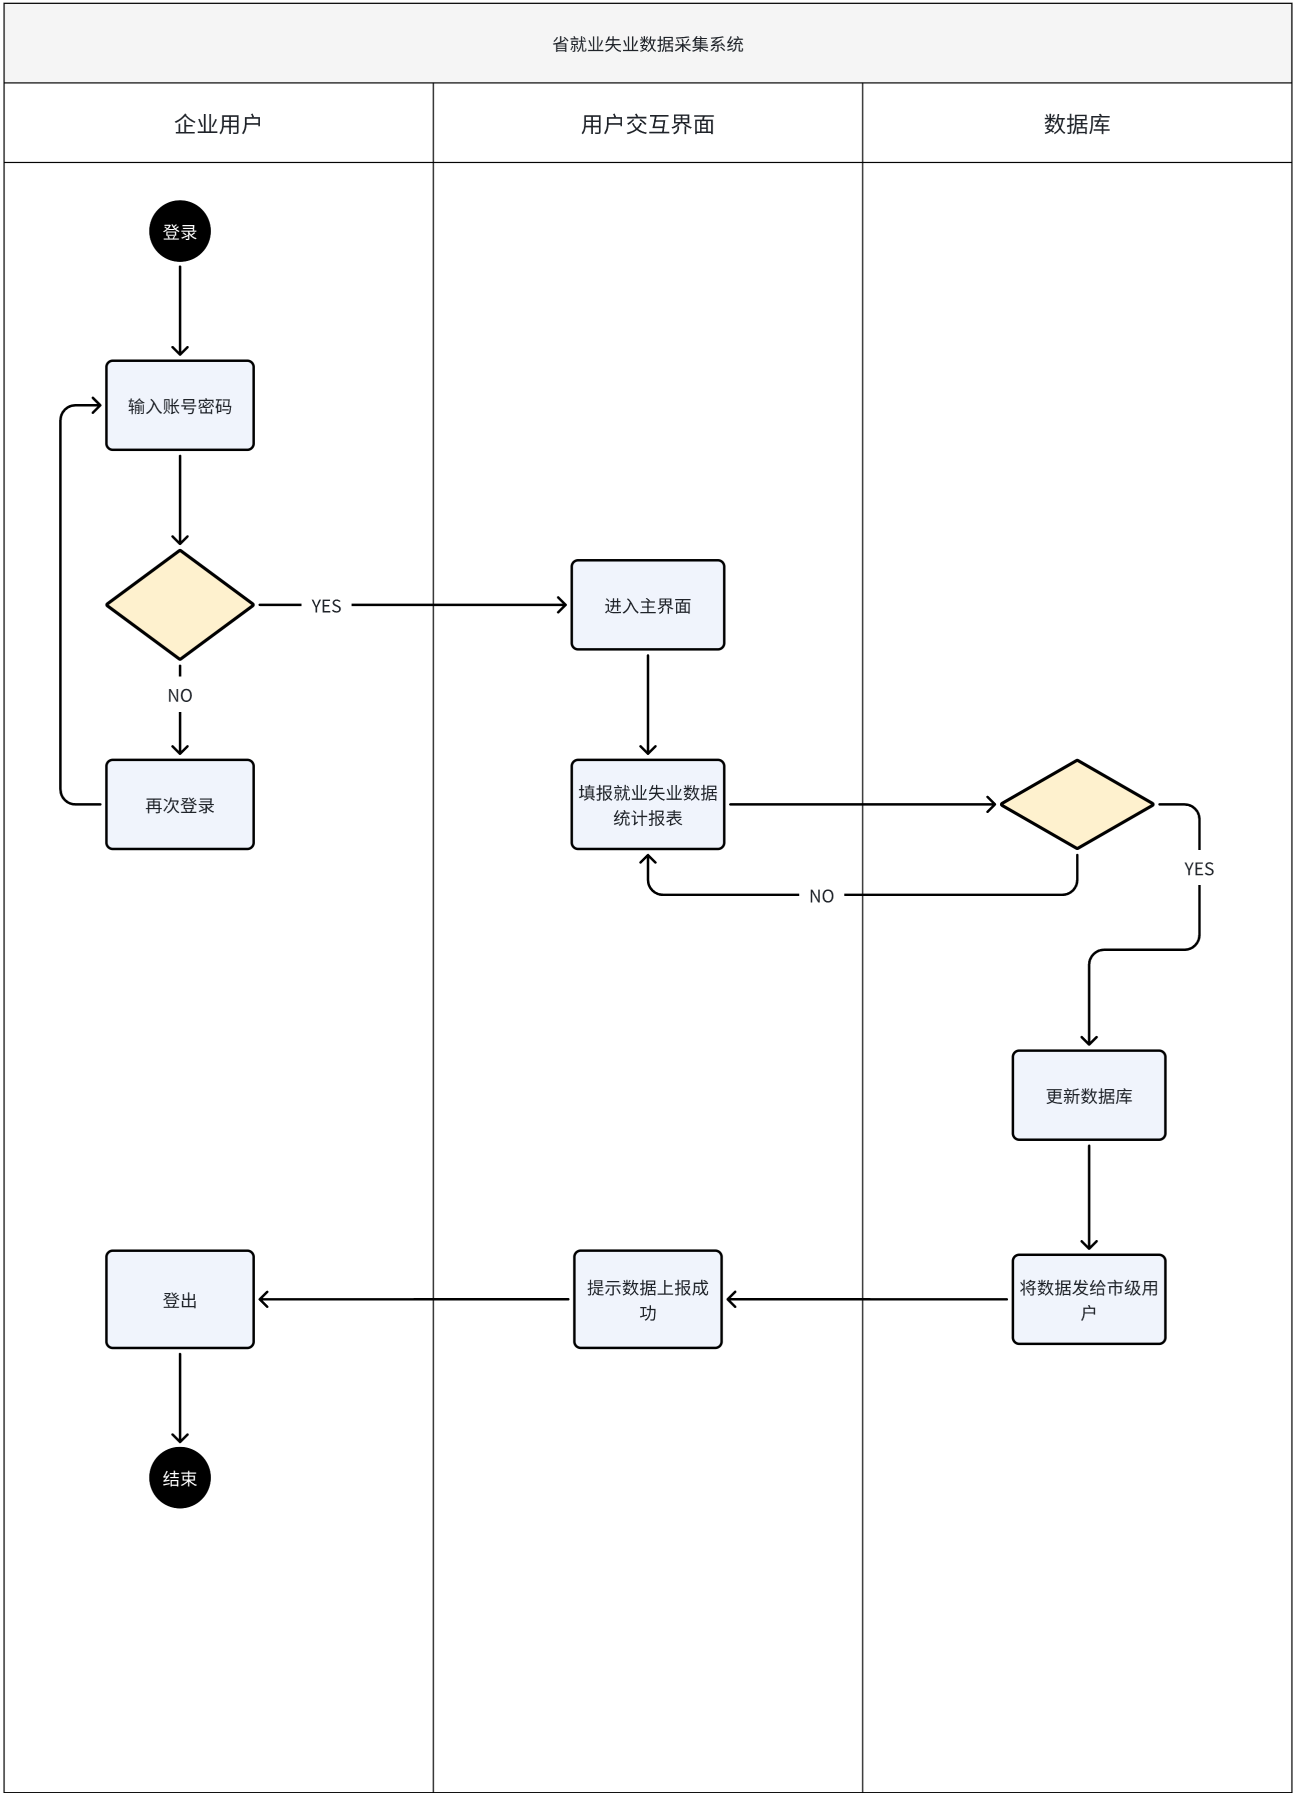 省就业失业数据采集系统
企业用户
用户交互界面
数据库
登录
输入账号密码
YES
进入主界面
NO
再次登录
填报就业失业数据
统计报表
YES
NO
更新数据库
登出
提示数据上报成
功
将数据发给市级用
户
结束